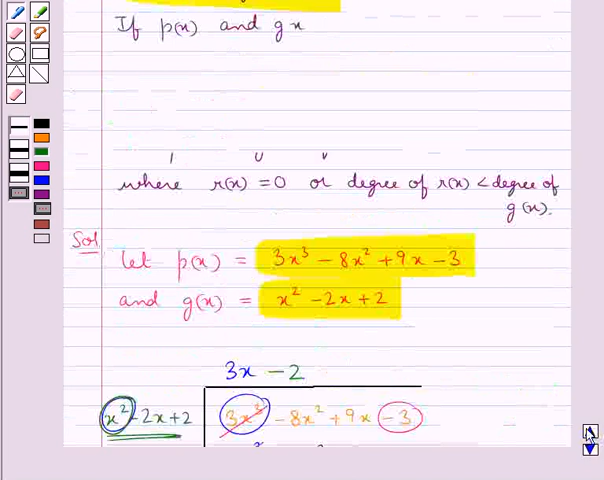 If p(x) and g x
where r(x) = 0 or degree of r(x) < degree of
g(x).
Sol
Let p(x) = 3x³ - 8x² + 9x - 3
and g(x) = x² - 2x + 2
3x - 2
x² - 2x + 2 3x³ - 8x² + 9x - 3